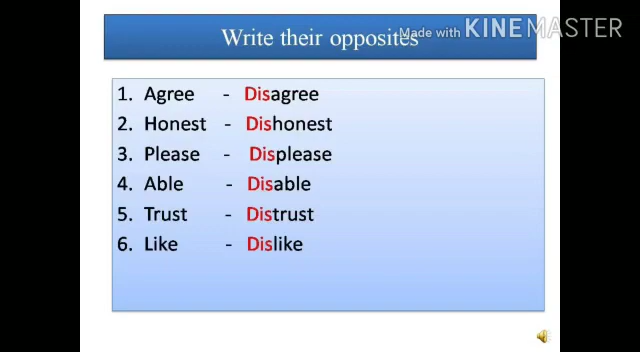 Write their opposites
Made with KINEMASTER
1. Agree - Disagree
2. Honest - Dishonest
3. Please - Displease
4. Able - Disable
5. Trust - Distrust
6. Like - Dislike